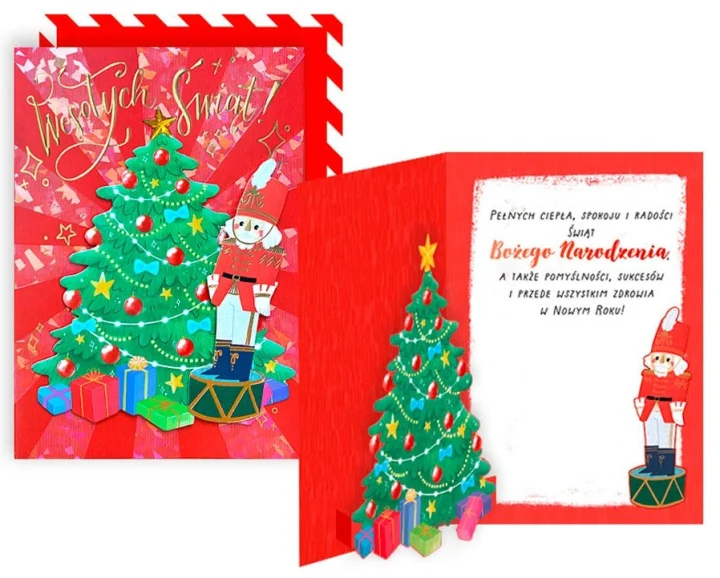 Wesołych Świąt!
Pełnych ciepła, spokoju i radości
Świąt
Bożego Narodzenia,
a także pomyślności, sukcesów
i przede wszystkim zdrowia
w Nowym Roku!